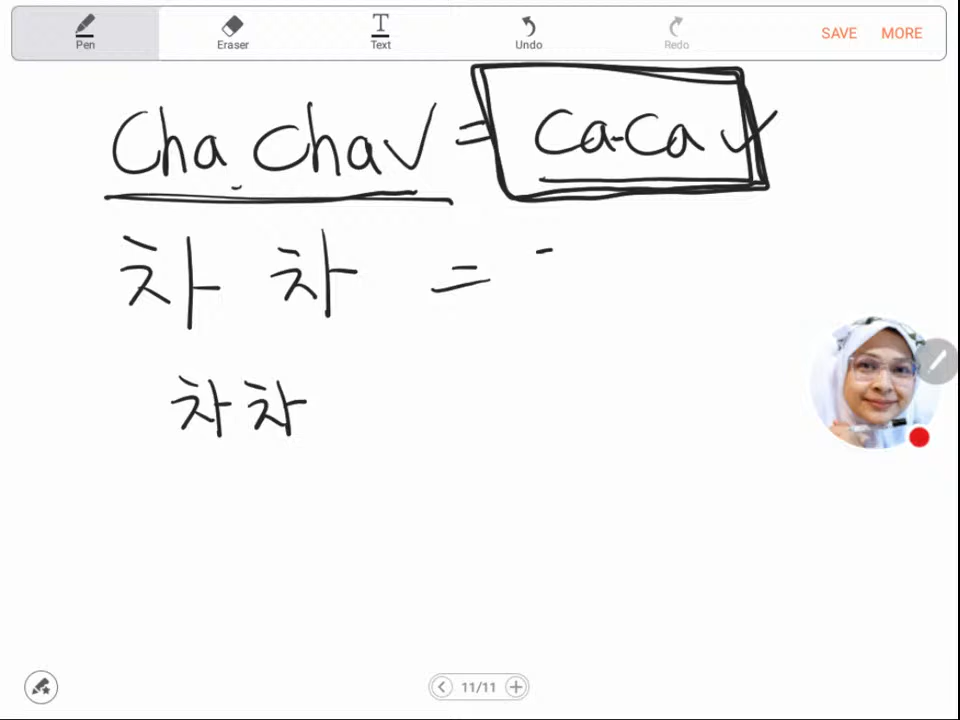 Pen Eraser Text Undo Redo SAVE MORE
Cha Cha✓ = Ca-Ca ✓
차 차 =
차차
11/11